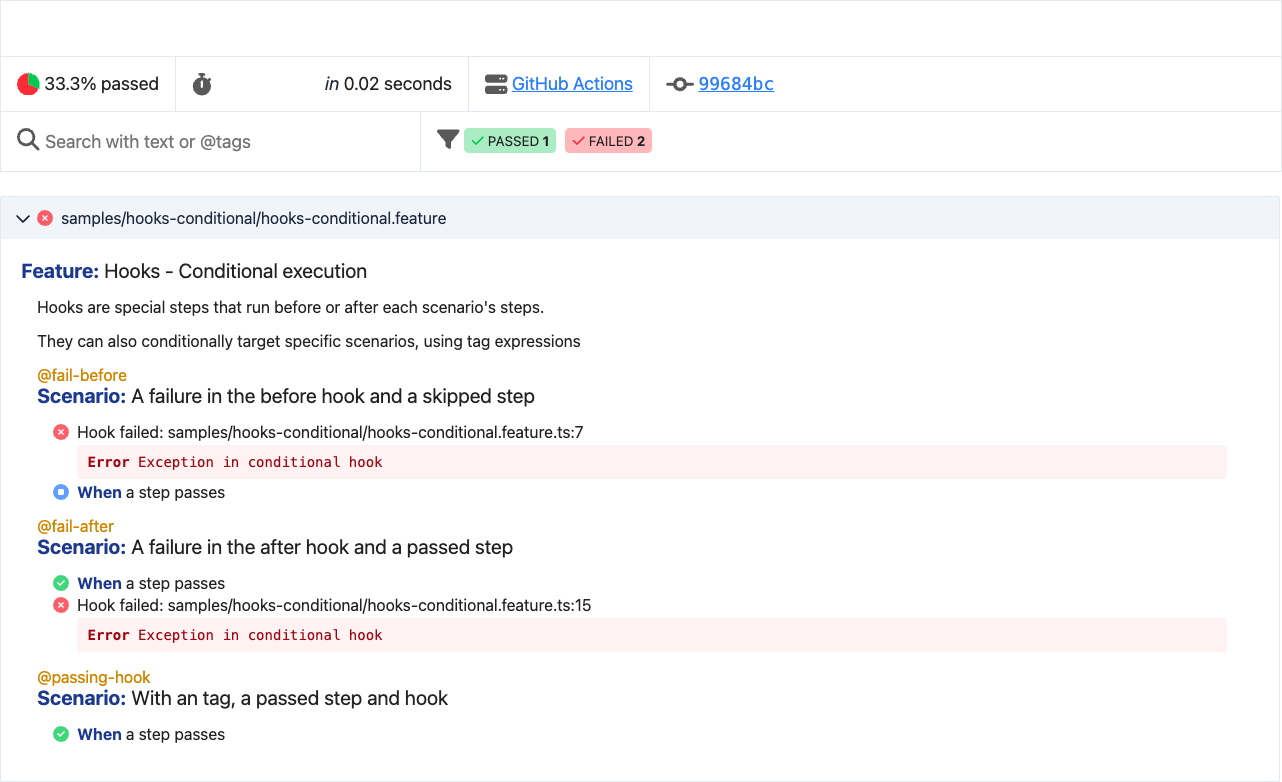 33.3% passed
in 0.02 seconds
GitHub Actions
99684bc
Search with text or @tags
PASSED 1
FAILED 2
samples/hooks-conditional/hooks-conditional.feature
Feature: Hooks - Conditional execution
Hooks are special steps that run before or after each scenario's steps.
They can also conditionally target specific scenarios, using tag expressions
@fail-before
Scenario: A failure in the before hook and a skipped step
Hook failed: samples/hooks-conditional/hooks-conditional.feature.ts:7
Error Exception in conditional hook
When a step passes
@fail-after
Scenario: A failure in the after hook and a passed step
When a step passes
Hook failed: samples/hooks-conditional/hooks-conditional.feature.ts:15
Error Exception in conditional hook
@passing-hook
Scenario: With an tag, a passed step and hook
When a step passes